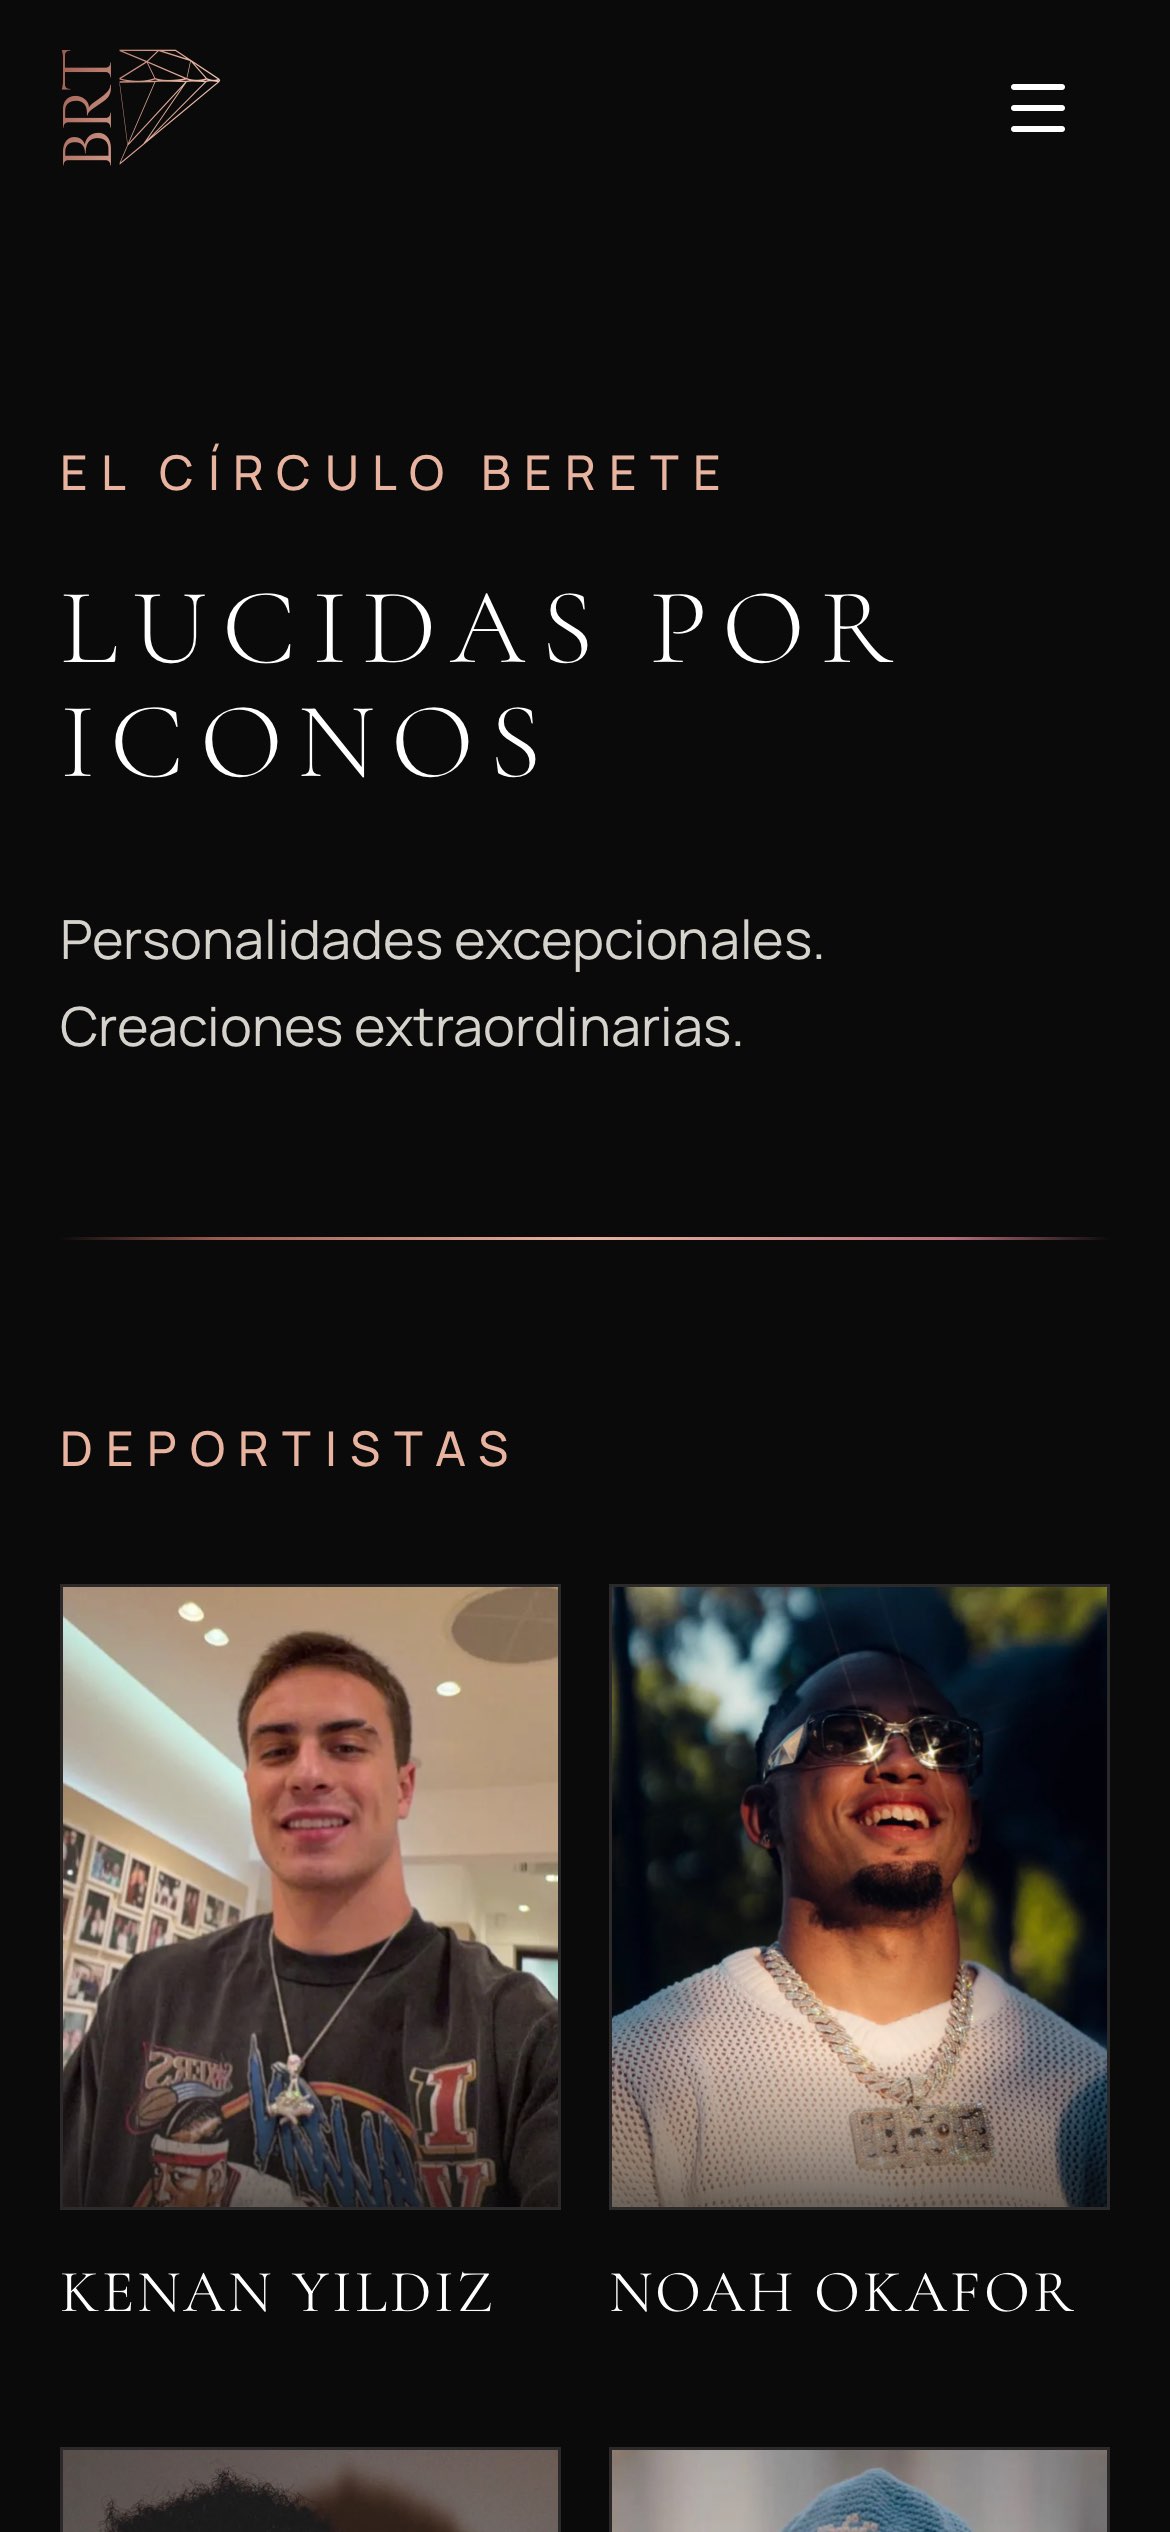 BRT
EL CÍRCULO BERETE
LUCIDAS POR
ICONOS
Personalidades excepcionales.
Creaciones extraordinarias.
DEPORTISTAS
KENAN YILDIZ
NOAH OKAFOR